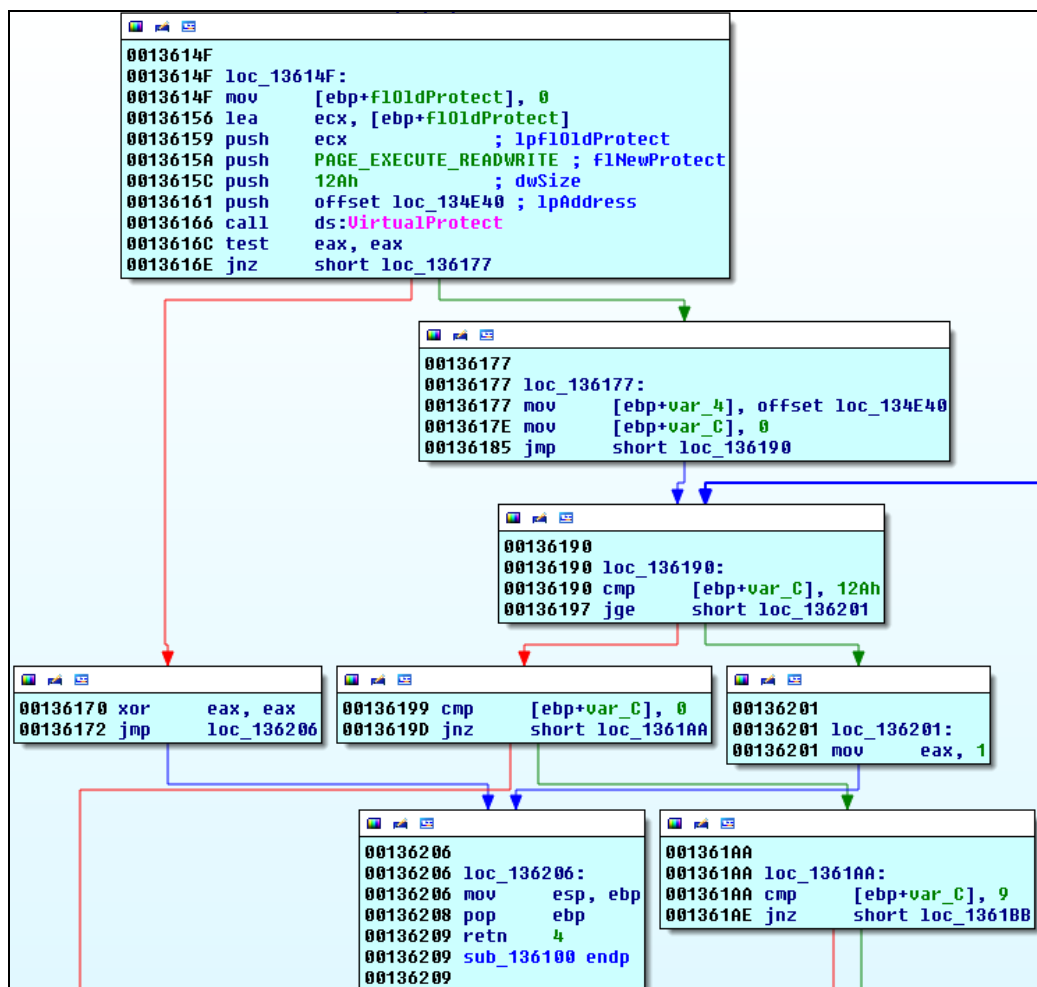 0013614F
0013614F loc_13614F:
0013614F mov [ebp+flOldProtect], 0
00136156 lea ecx, [ebp+flOldProtect]
00136159 push ecx ; lpflOldProtect
0013615A push PAGE_EXECUTE_READWRITE ; flNewProtect
0013615C push 12Ah ; dwSize
00136161 push offset loc_134E40 ; lpAddress
00136166 call ds:VirtualProtect
0013616C test eax, eax
0013616E jnz short loc_136177
00136177
00136177 loc_136177:
00136177 mov [ebp+var_4], offset loc_134E40
0013617E mov [ebp+var_C], 0
00136185 jmp short loc_136190
00136190
00136190 loc_136190:
00136190 cmp [ebp+var_C], 12Ah
00136197 jge short loc_136201
00136170 xor eax, eax
00136172 jmp loc_136206
00136199 cmp [ebp+var_C], 0
0013619D jnz short loc_1361AA
00136201
00136201 loc_136201:
00136201 mov eax, 1
00136206
00136206 loc_136206:
00136206 mov esp, ebp
00136208 pop ebp
00136209 retn 4
00136209 sub_136100 endp
00136209
001361AA
001361AA loc_1361AA:
001361AA cmp [ebp+var_C], 9
001361AE jnz short loc_1361BB